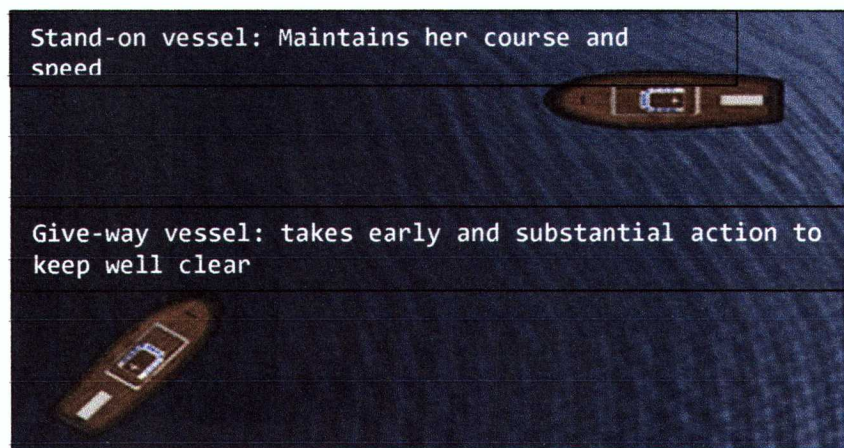 Stand-on vessel: Maintains her course and
speed
Give-way vessel: takes early and substantial action to
keep well clear